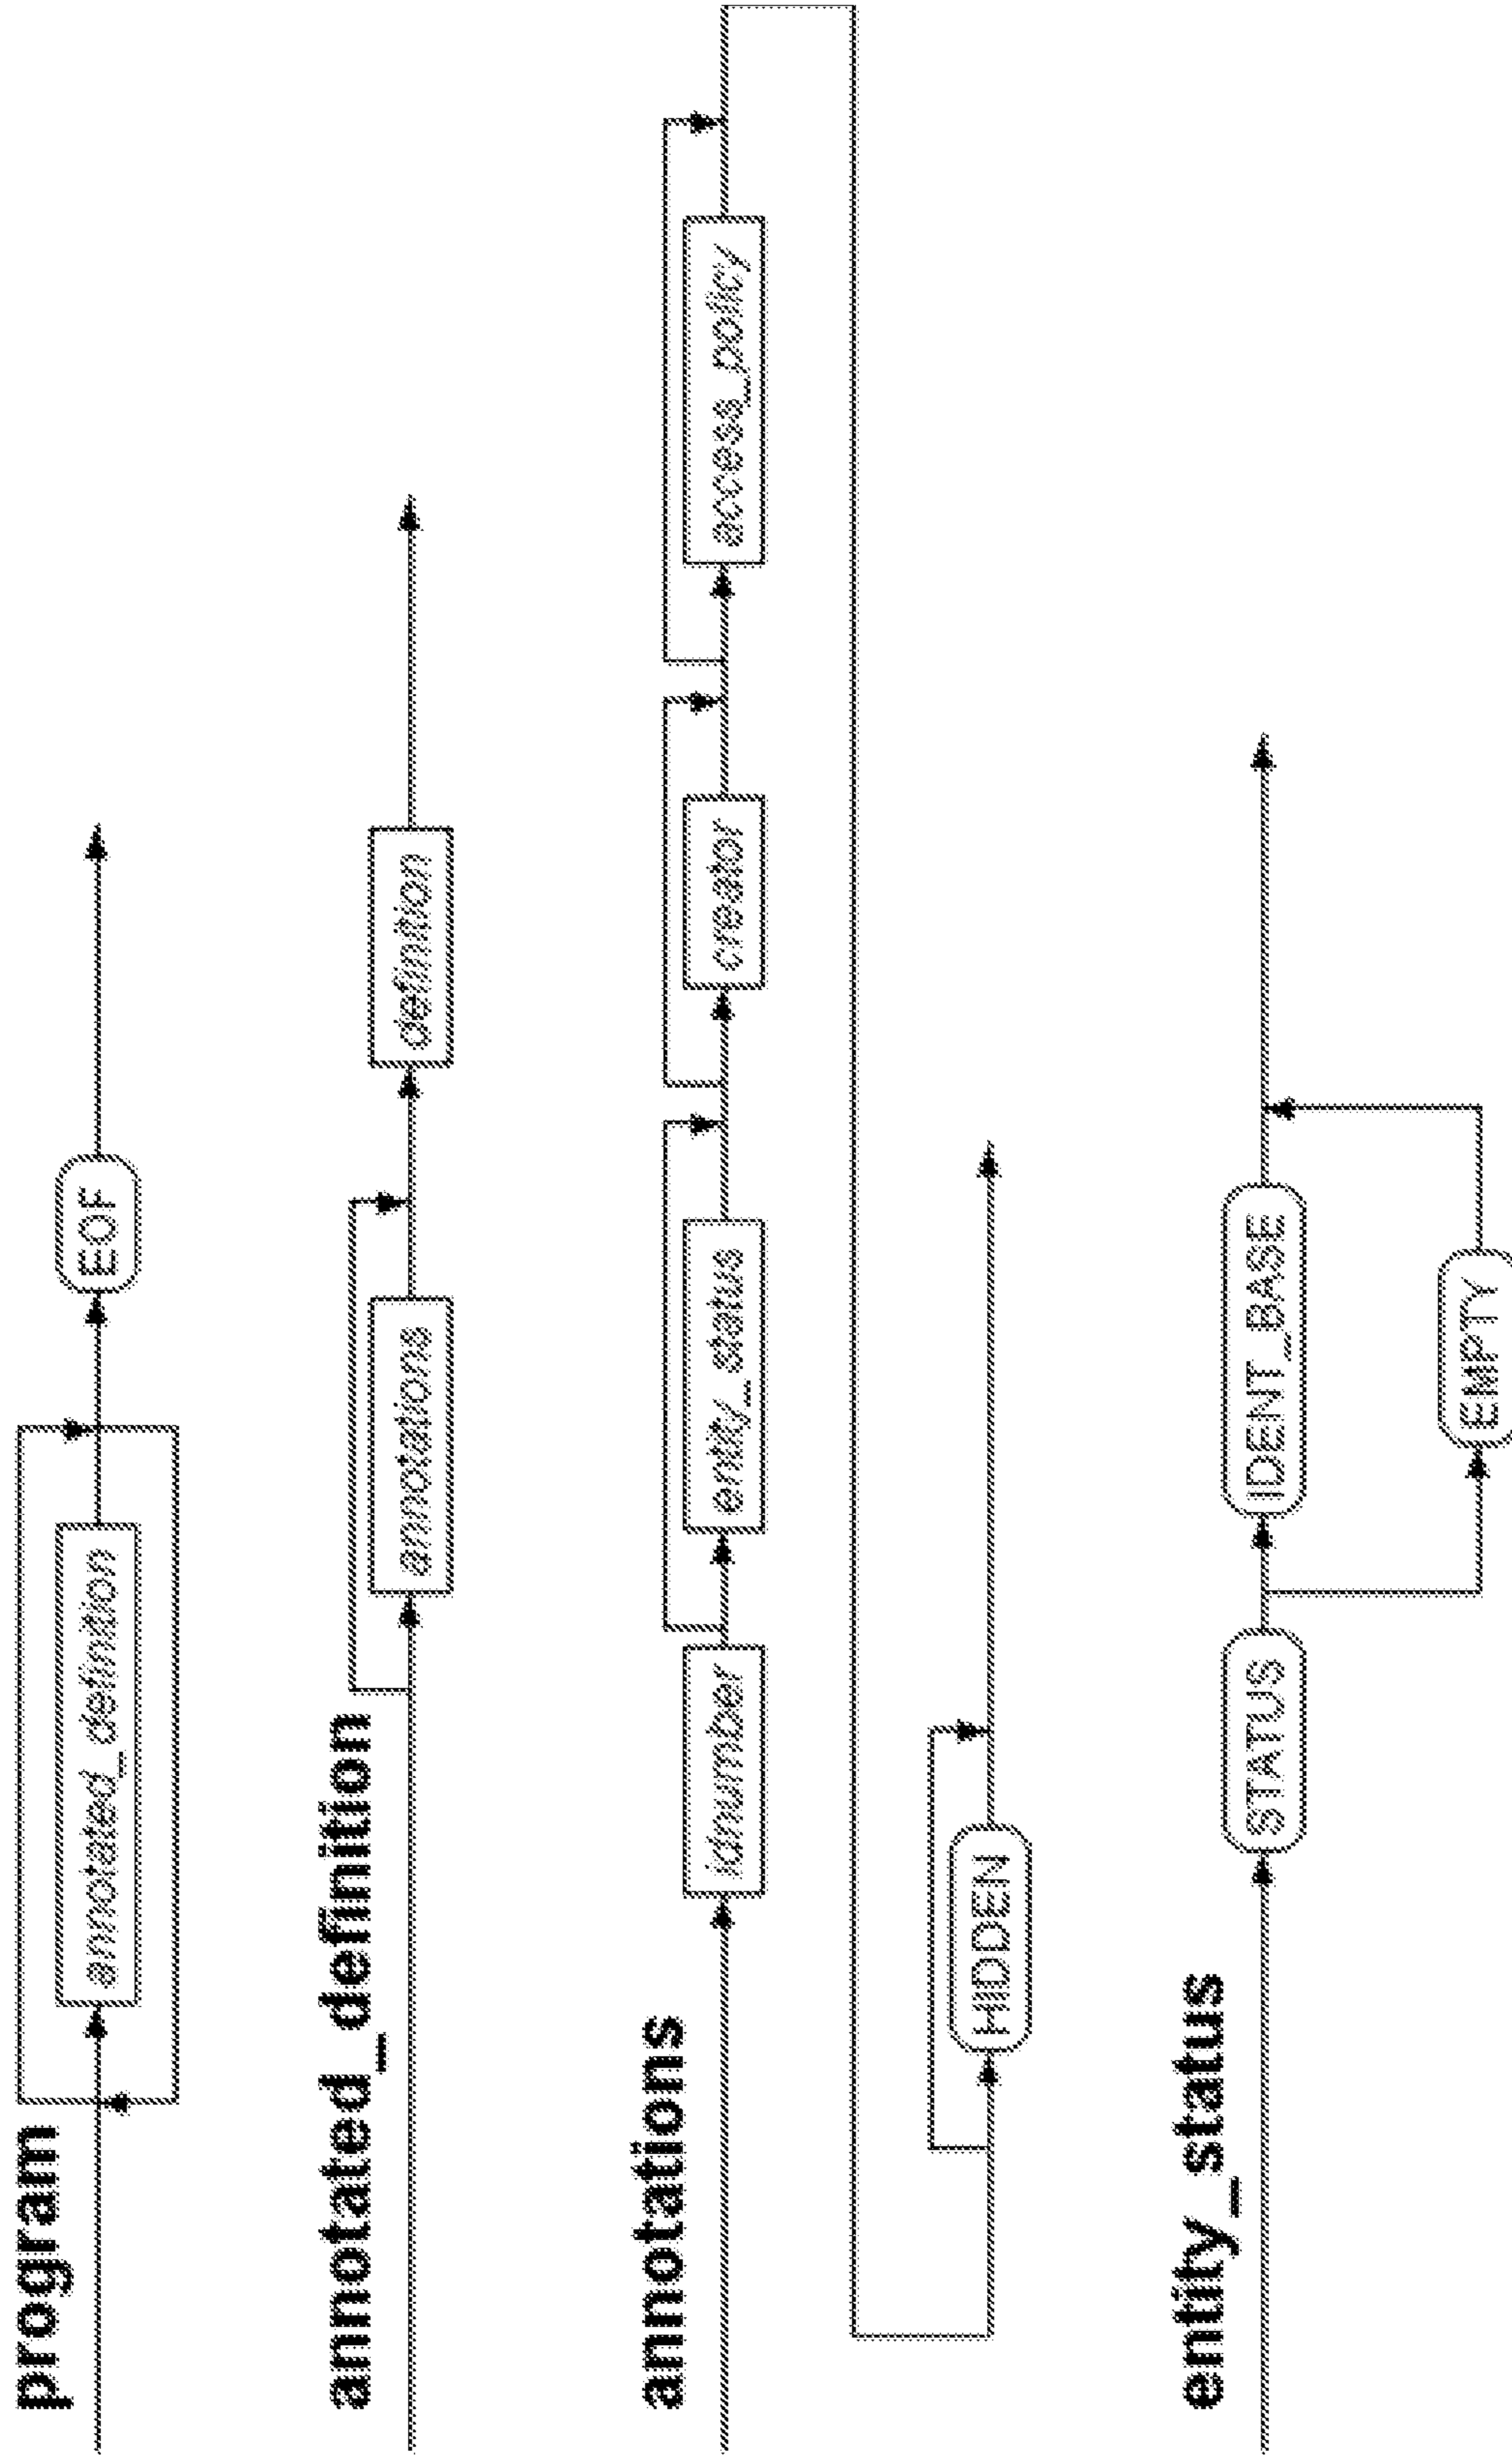 program
annotated_definition
EOF
annotated_definition
annotations
definition
annotations
idnumber
entity_status
creator
access_policy
HIDDEN
entity_status
STATUS
IDENT_BASE
EMPTY